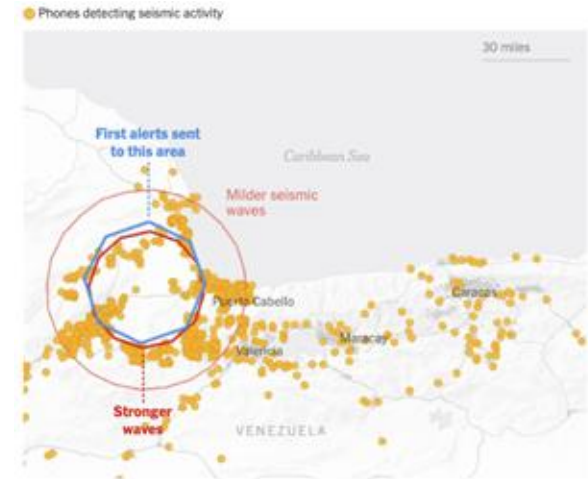 Phones detecting seismic activity
30 miles
First alerts sent
to this area
Caribbean Sea
Milder seismic
waves
Puerto Cabello
Caracas
Maracay
Valencia
Stronger
waves
VENEZUELA